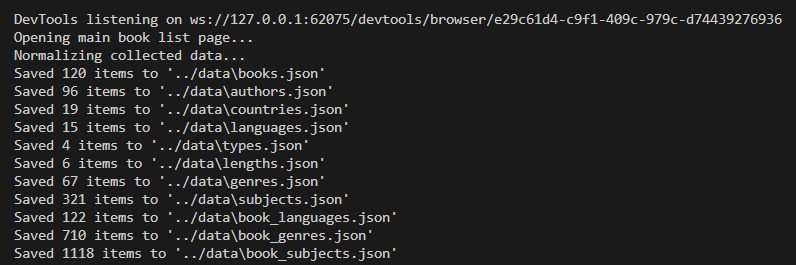 DevTools listening on ws://127.0.0.1:62075/devtools/browser/e29c61d4-c9f1-409c-979c-d74439276936
Opening main book list page...
Normalizing collected data...
Saved 120 items to '../data\books.json'
Saved 96 items to '../data\authors.json'
Saved 19 items to '../data\countries.json'
Saved 15 items to '../data\languages.json'
Saved 4 items to '../data\types.json'
Saved 6 items to '../data\lengths.json'
Saved 67 items to '../data\genres.json'
Saved 321 items to '../data\subjects.json'
Saved 122 items to '../data\book_languages.json'
Saved 710 items to '../data\book_genres.json'
Saved 1118 items to '../data\book_subjects.json'